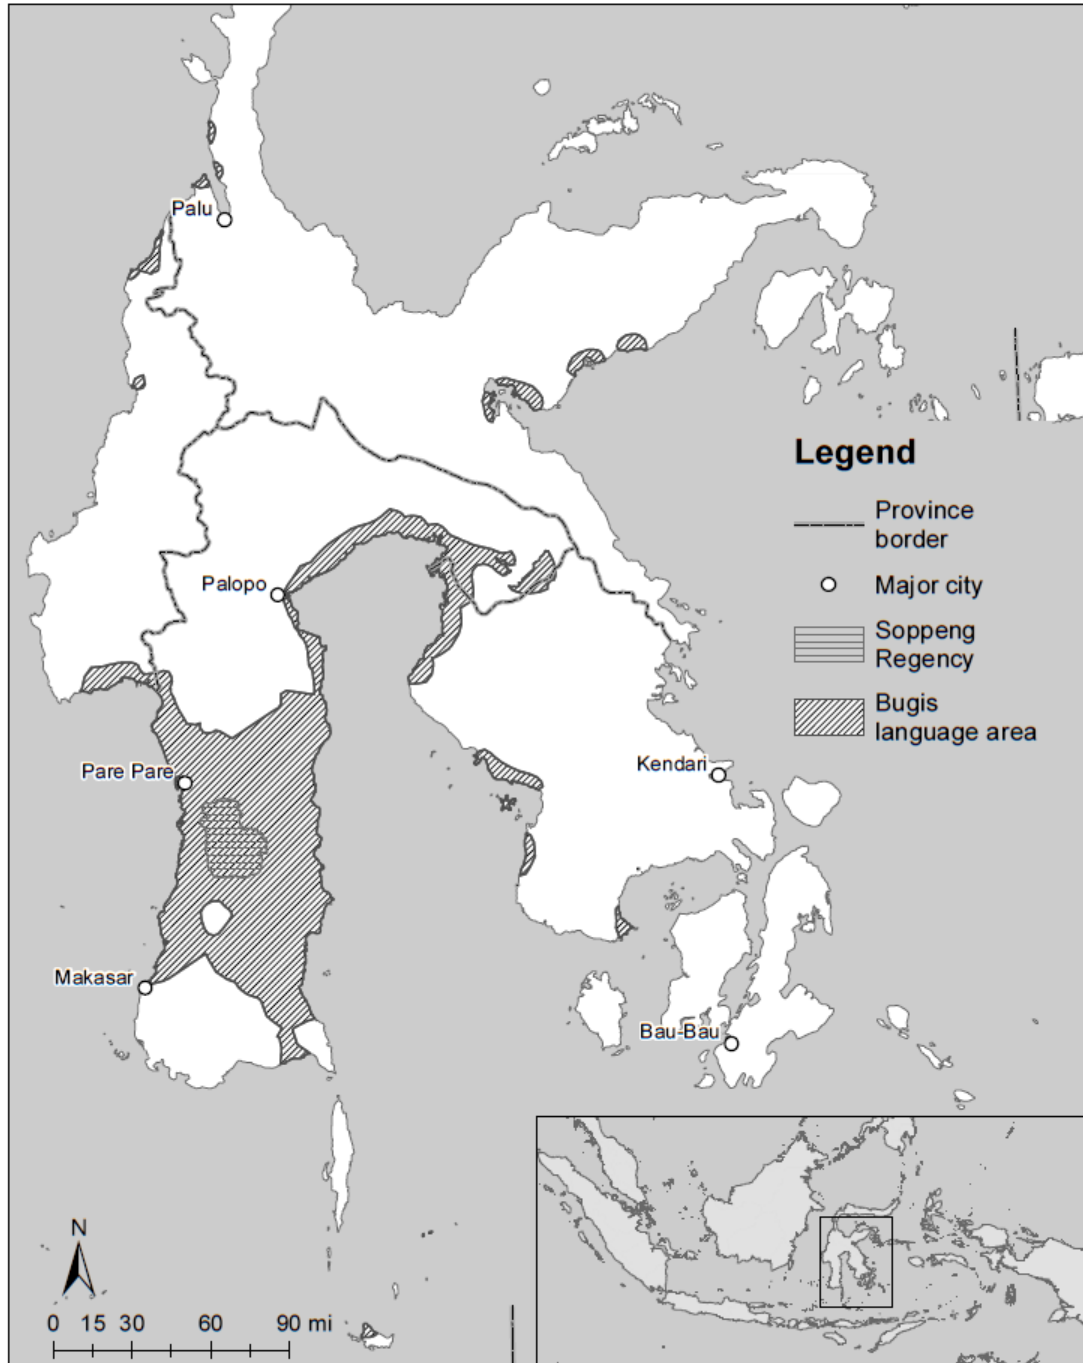 Palu
Legend
Province
border
Major city
Palopo
Soppeng
Regency
Bugis
language area
Pare Pare
Kendari
Makasar
Bau-Bau
N
0 15 30 60 90 mi